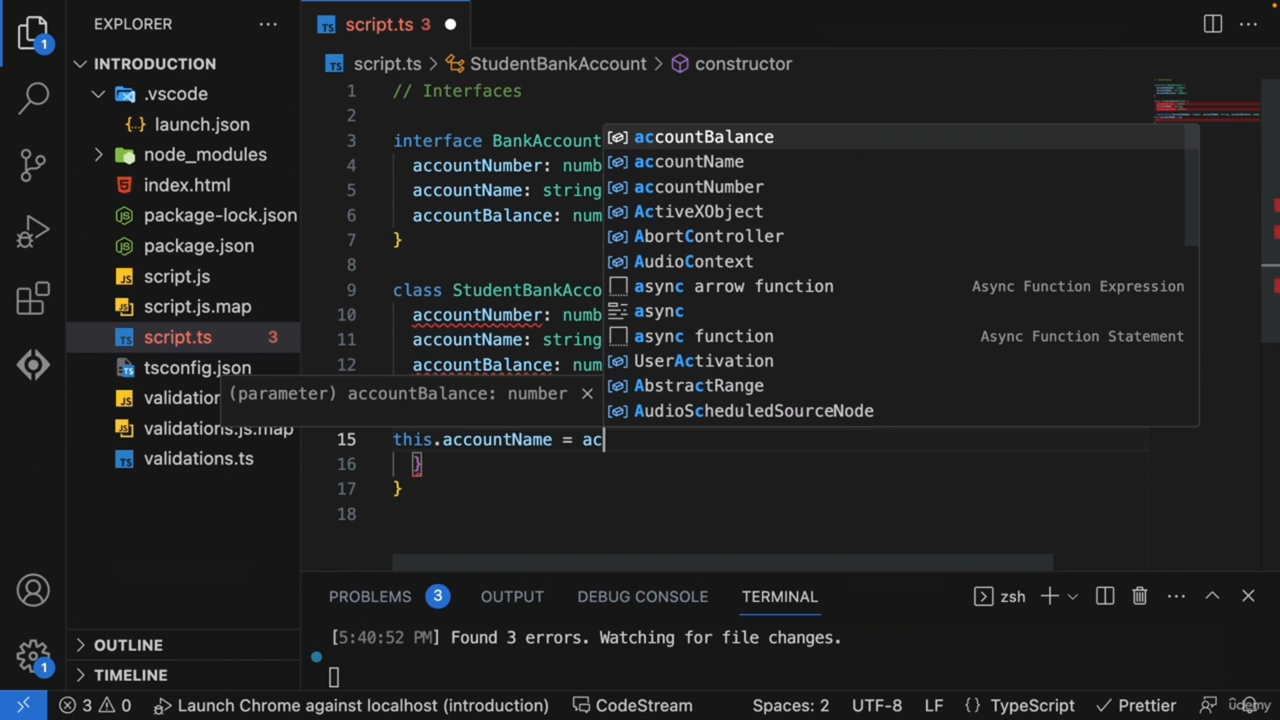 EXPLORER
INTRODUCTION
.vscode
launch.json
node_modules
index.html
package-lock.json
package.json
script.js
script.js.map
script.ts 3
tsconfig.json
validation
validations.js.map
validations.ts
OUTLINE
TIMELINE
1
1
script.ts 3
script.ts > StudentBankAccount > constructor
1 // Interfaces
2
3 interface BankAccount
4 accountNumber: numb
5 accountName: string
6 accountBalance: num
7 }
8
9 class StudentBankAcco
10 accountNumber: numb
11 accountName: string
12 accountBalance: num
(parameter) accountBalance: number ×
15 this.accountName = ac
16 }
17 }
18
accountBalance
accountName
accountNumber
ActiveXObject
AbortController
AudioContext
async arrow function Async Function Expression
async
async function Async Function Statement
UserActivation
AbstractRange
AudioScheduledSourceNode
PROBLEMS 3 OUTPUT DEBUG CONSOLE TERMINAL zsh
[5:40:52 PM] Found 3 errors. Watching for file changes.
3 0 Launch Chrome against localhost (introduction) CodeStream Spaces: 2 UTF-8 LF {} TypeScript Prettier
udemy